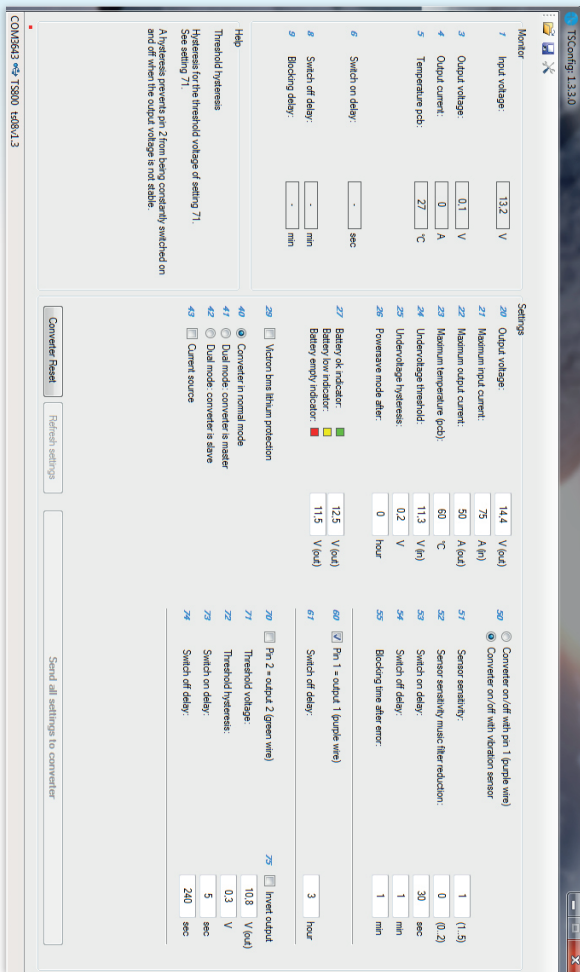 TSConfig: 1.3.3.0
Monitor
1 Input voltage: 13,2 V
3 Output voltage: 0,1 V
4 Output current: 0 A
5 Temperature pcb: 27 °C
6 Switch on delay: - sec
8 Switch off delay: - min
9 Blocking delay: - min
Help
Threshold hysteresis
Hysteresis for the threshold voltage of setting 71.
See setting 71.
A hysteresis prevents pin 2 from being constantly switched on
and off when the output voltage is not stable.
Settings
20 Output voltage: 14,4 V (out)
21 Maximum input current: 75 A (in)
22 Maximum output current: 50 A (out)
23 Maximum temperature (pcb): 60 °C
24 Undervoltage threshold: 11,3 V (in)
25 Undervoltage hysteresis: 0,2 V
26 Powersave mode after: 0 hour
27 Battery ok indicator:
Battery low indicator: 12,5 V (out)
Battery empty indicator: 11,5 V (out)
29 Victron bms lithium protection
40 Converter in normal mode
41 Dual mode: converter is master
42 Dual mode: converter is slave
43 Current source
50 Converter on/off with pin 1 (purple wire)
Converter on/off with vibration sensor
51 Sensor sensitivity: 1 (1..5)
52 Sensor sensitivity music filter reduction: 0 (0..2)
53 Switch on delay: 30 sec
54 Switch off delay: 1 min
55 Blocking time after error: 1 min
60 Pin 1 = output 1 (purple wire)
61 Switch off delay: 3 hour
70 Pin 2 = output 2 (green wire) 75 Invert output
71 Threshold voltage: 10,8 V (out)
72 Threshold hysteresis: 0,3 V
73 Switch on delay: 5 sec
74 Switch off delay: 240 sec
Converter Reset Refresh settings Send all settings to converter
COM3643 TS800 ts08v1.3